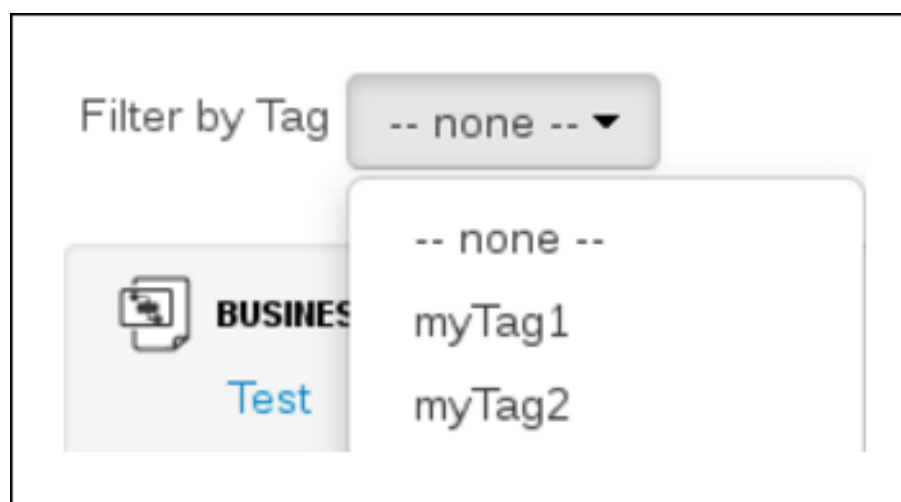 Filter by Tag -- none --
-- none --
BUSINES
myTag1
Test
myTag2